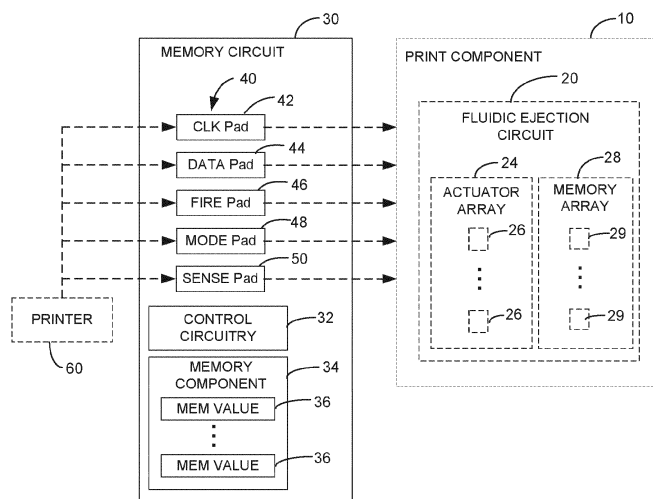 30
MEMORY CIRCUIT
40
42
CLK Pad
44
DATA Pad
46
FIRE Pad
48
MODE Pad
50
SENSE Pad
CONTROL
CIRCUITRY
32
MEMORY
COMPONENT
34
MEM VALUE
36
MEM VALUE
36
PRINTER
60
10
PRINT COMPONENT
20
FLUIDIC EJECTION
CIRCUIT
24
28
ACTUATOR
ARRAY
MEMORY
ARRAY
26
29
26
29